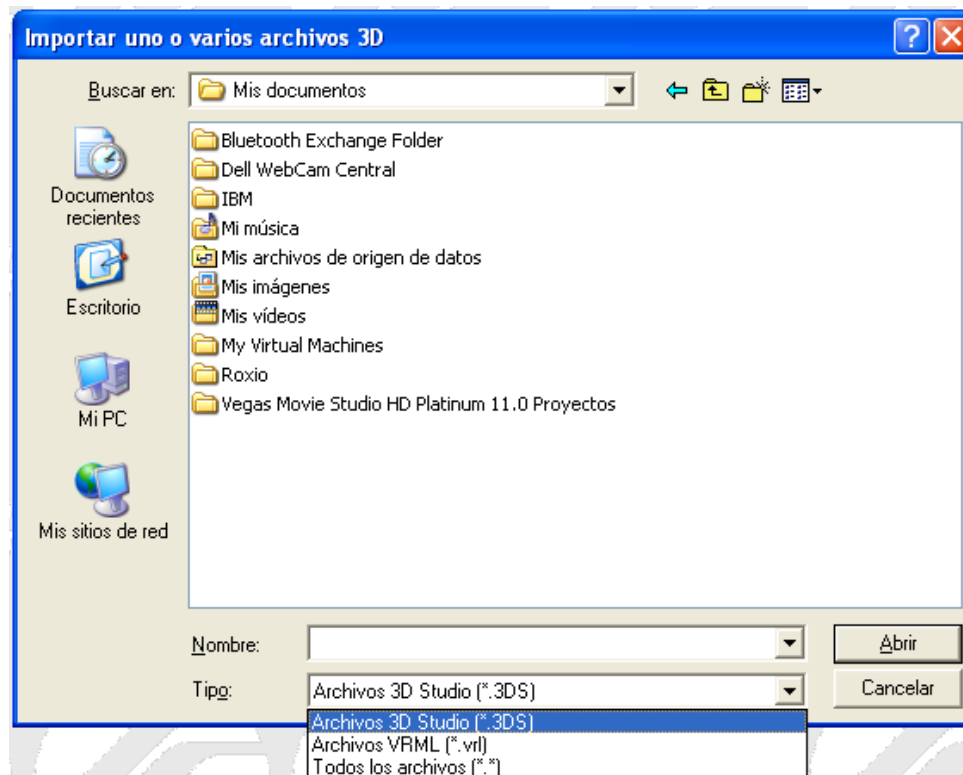 Importar uno o varios archivos 3D
Buscar en: Mis documentos
Documentos recientes
Escritorio
Mi PC
Mis sitios de red
Bluetooth Exchange Folder
Dell WebCam Central
IBM
Mi música
Mis archivos de origen de datos
Mis imágenes
Mis vídeos
My Virtual Machines
Roxio
Vegas Movie Studio HD Platinum 11.0 Proyectos
Nombre:
Abrir
Tipo: Archivos 3D Studio (*.3DS)
Cancelar
Archivos 3D Studio (*.3DS)
Archivos VRML (*.vrl)
Todos los archivos (*.*)